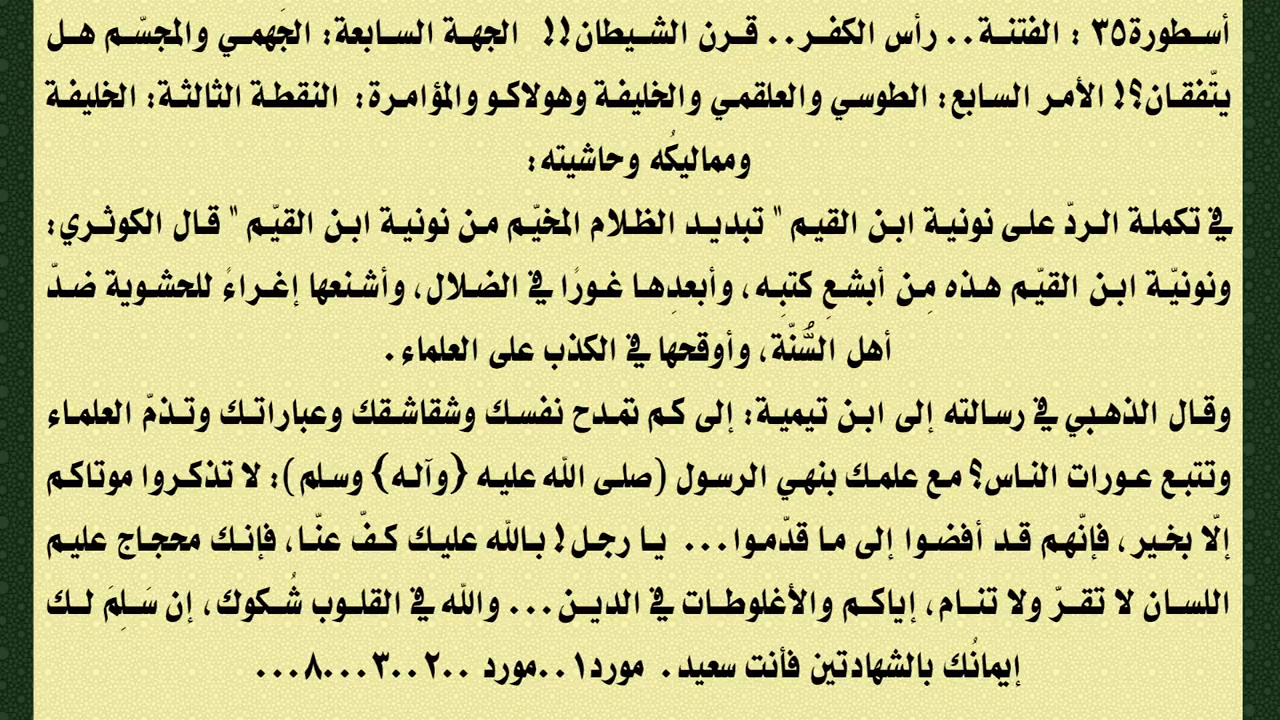 أسطورة٣٥ : الفتنة.. رأس الكفر.. قرن الشيطان!! الجهة السابعة: الجَهمي والمجسّم هل
يتّفقان؟! الأمر السابع: الطوسي والعلقمي والخليفة وهولاكو والمؤامرة: النقطة الثالثة: الخليفة
ومماليكُه وحاشيته:
في تكملة الردّ على نونية ابن القيم " تبديد الظلام المخيّم من نونية ابن القيّم " قال الكوثري:
ونونيّة ابن القيّم هذه مِن أبشعِ كتبِه، وأبعدِها غورًا في الضلال، وأشنعها إغراءً للحشوية ضدّ
أهل السُّنّة، وأوقحها في الكذب على العلماء.
وقال الذهبي في رسالته إلى ابن تيمية: إلى كم تمدح نفسك وشقاشقك وعباراتك وتذمّ العلماء
وتتبع عورات الناس؟ مع علمك بنهي الرسول (صلى الله عليه {وآله} وسلم): لا تذكروا موتاكم
إلّا بخير، فإنّهم قد أفضوا إلى ما قدّموا... يا رجل! بالله عليك كفّ عنّا، فإنك محجاج عليم
اللسان لا تقرّ ولا تنام، إياكم والأغلوطات في الدين... والله في القلوب شُكوك، إن سَلِمَ لك
إيمانُك بالشهادتين فأنت سعيد. مورد١..مورد ٢..٠٣...٨...